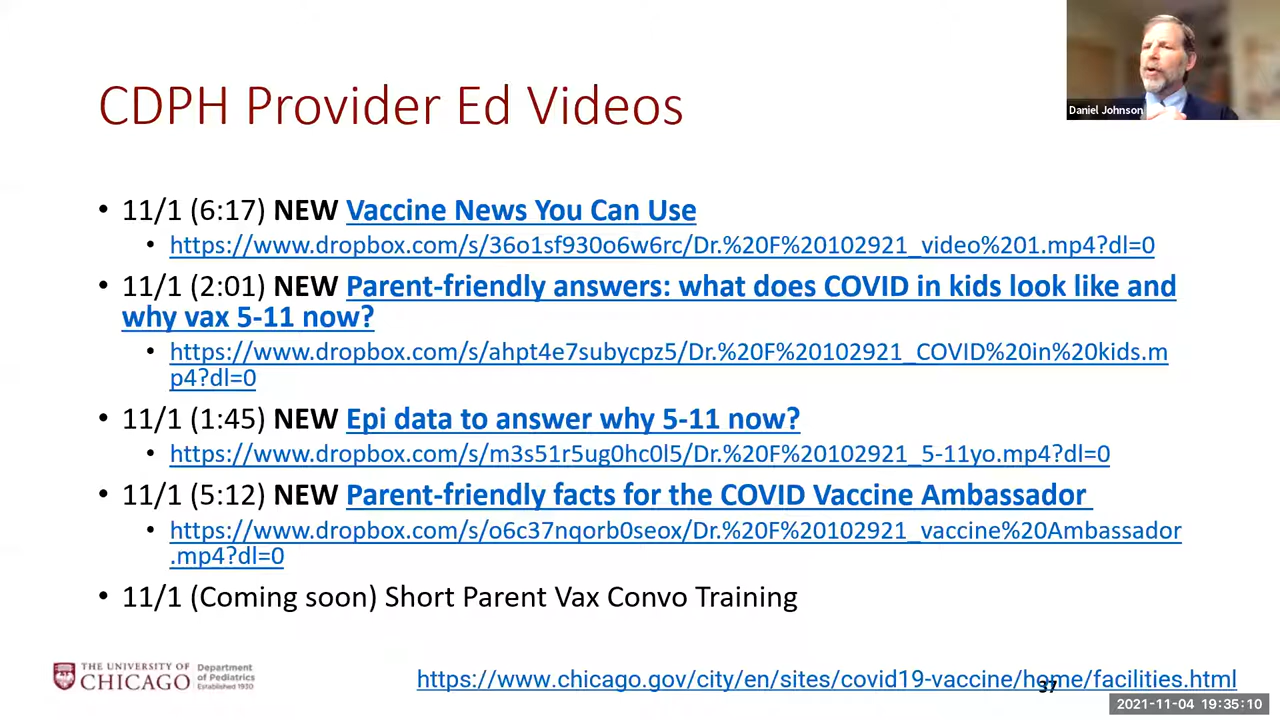 CDPH Provider Ed Videos
Daniel Johnson
• 11/1 (6:17) NEW Vaccine News You Can Use
• https://www.dropbox.com/s/36o1sf930o6w6rc/Dr.%20F%20102921_video%201.mp4?dl=0
• 11/1 (2:01) NEW Parent-friendly answers: what does COVID in kids look like and
why vax 5-11 now?
• https://www.dropbox.com/s/ahpt4e7subycpz5/Dr.%20F%20102921_COVID%20in%20kids.m
p4?dl=0
• 11/1 (1:45) NEW Epi data to answer why 5-11 now?
• https://www.dropbox.com/s/m3s51r5ug0hc0l5/Dr.%20F%20102921_5-11yo.mp4?dl=0
• 11/1 (5:12) NEW Parent-friendly facts for the COVID Vaccine Ambassador
• https://www.dropbox.com/s/o6c37nqorb0seox/Dr.%20F%20102921_vaccine%20Ambassador
.mp4?dl=0
• 11/1 (Coming soon) Short Parent Vax Convo Training
THE UNIVERSITY OF
CHICAGO
Department
of Pediatrics
Established 1930
https://www.chicago.gov/city/en/sites/covid19-vaccine/home/facilities.html
37
2021-11-04 19:35:10